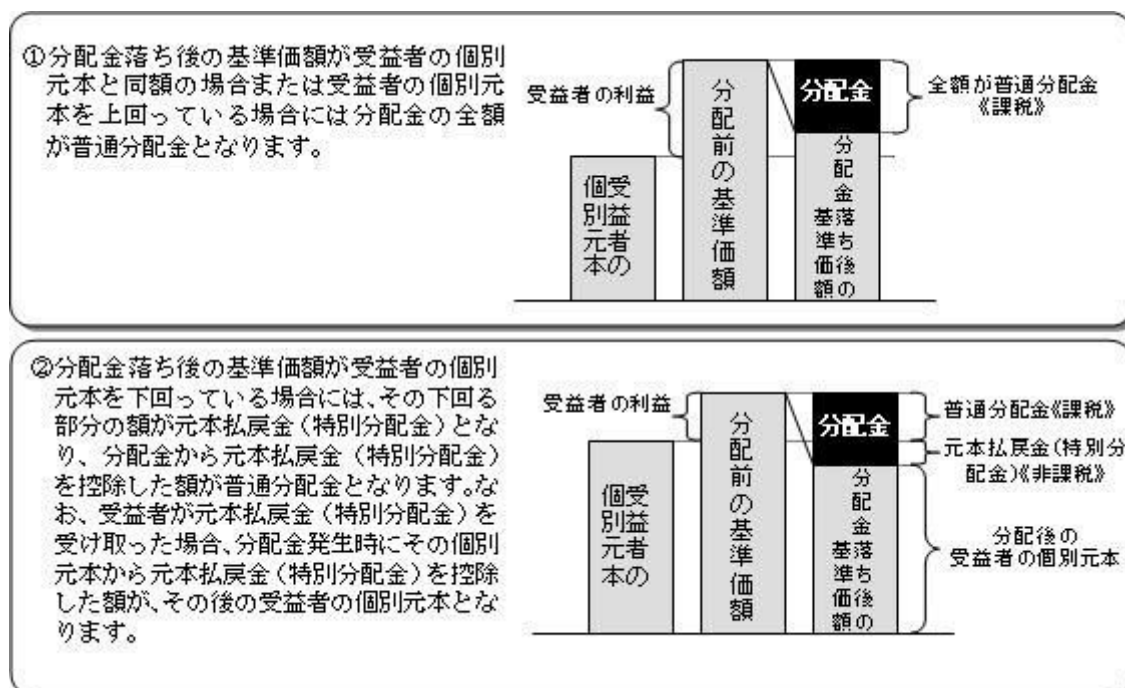 ①分配金落ち後の基準価額が受益者の個別
元本と同額の場合または受益者の個別元
本を上回っている場合には分配金の全額
が普通分配金となります。
受益者の利益
受益者の
個別元本
分配前の基準価額
分配金
分配金落ち後の
基準価額
全額が普通分配金
《課税》
②分配金落ち後の基準価額が受益者の個別
元本を下回っている場合には、その下回る
部分の額が元本払戻金(特別分配金)とな
り、分配金から元本払戻金(特別分配金)
を控除した額が普通分配金となります。な
お、受益者が元本払戻金(特別分配金)を
受け取った場合、分配金発生時にその個別
元本から元本払戻金(特別分配金)を控除
した額が、その後の受益者の個別元本とな
ります。
受益者の利益
受益者の
個別元本
分配前の基準価額
分配金
分配金落ち後の
基準価額
普通分配金《課税》
元本払戻金(特別分
配金)《非課税》
分配後の
受益者の個別元本